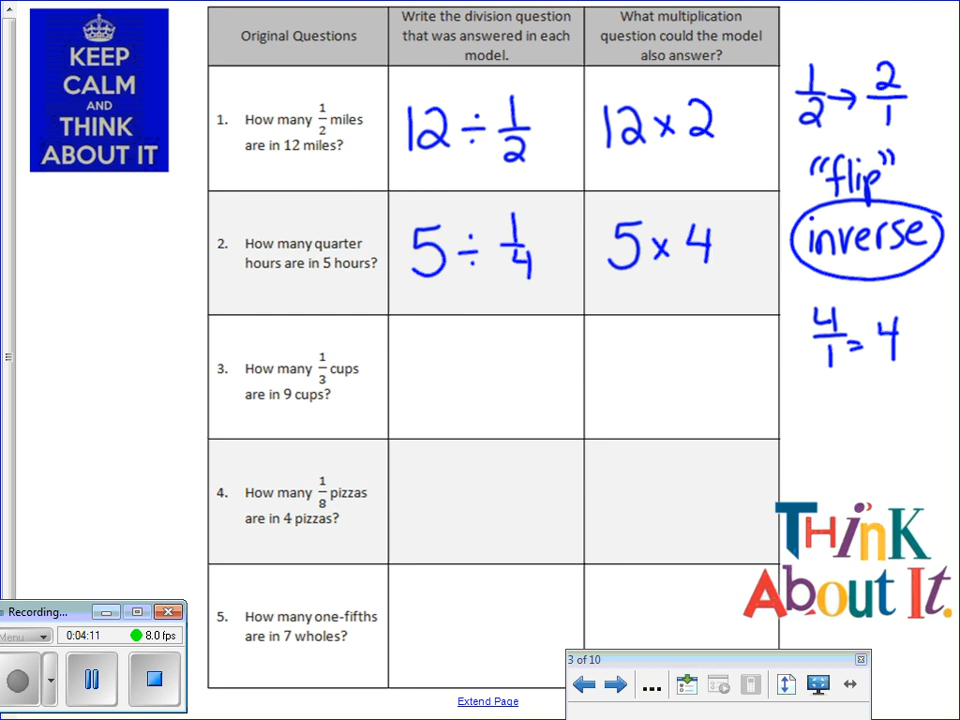 KEEP
CALM
AND
THINK
ABOUT IT
Original Questions
Write the division question
that was answered in each
model.
What multiplication
question could the model
also answer?
1. How many 1/2 miles
are in 12 miles?
12 ÷ 1/2
12 × 2
1/2 → 2/1
"flip"
inverse
2. How many quarter
hours are in 5 hours?
5 ÷ 1/4
5 × 4
4/1 = 4
3. How many 1/3 cups
are in 9 cups?
4. How many 1/8 pizzas
are in 4 pizzas?
5. How many one-fifths
are in 7 wholes?
THiNK
About It.
Recording...
Menu
0:04:11
8.0 fps
3 of 10
Extend Page